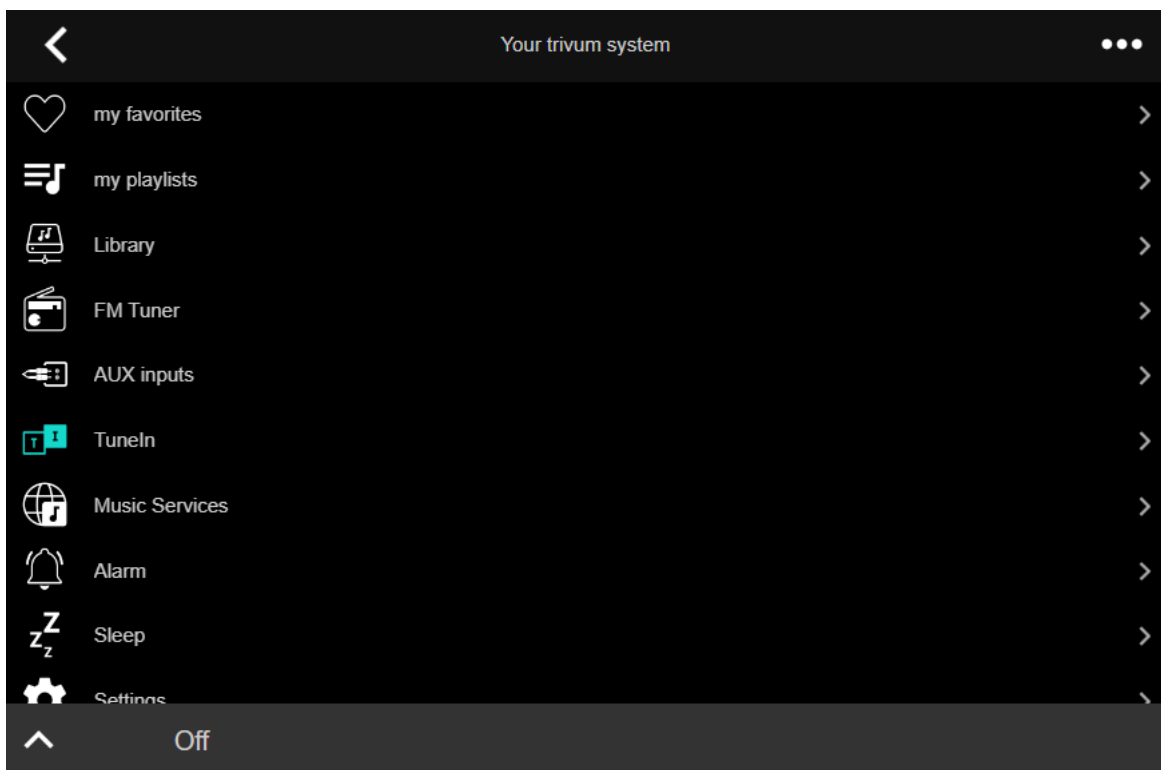 Your trivum system
my favorites
my playlists
Library
FM Tuner
AUX inputs
T I TuneIn
Music Services
Alarm
Z Z z Sleep
Settings
Off